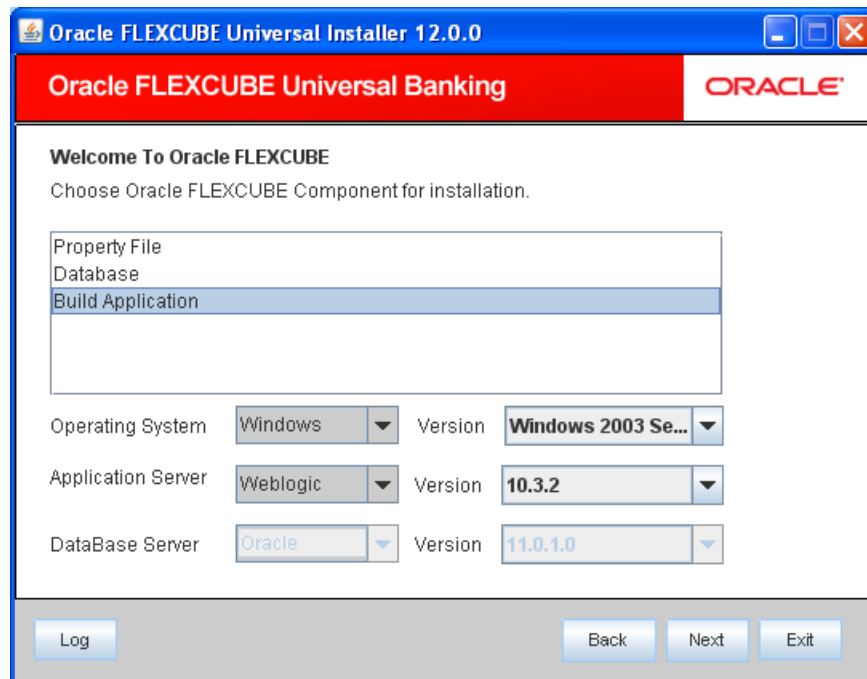 Oracle FLEXCUBE Universal Installer 12.0.0
Oracle FLEXCUBE Universal Banking
ORACLE
Welcome To Oracle FLEXCUBE
Choose Oracle FLEXCUBE Component for installation.
Property File
Database
Build Application
Operating System Windows Version Windows 2003 Se...
Application Server Weblogic Version 10.3.2
DataBase Server Oracle Version 11.0.1.0
Log Back Next Exit